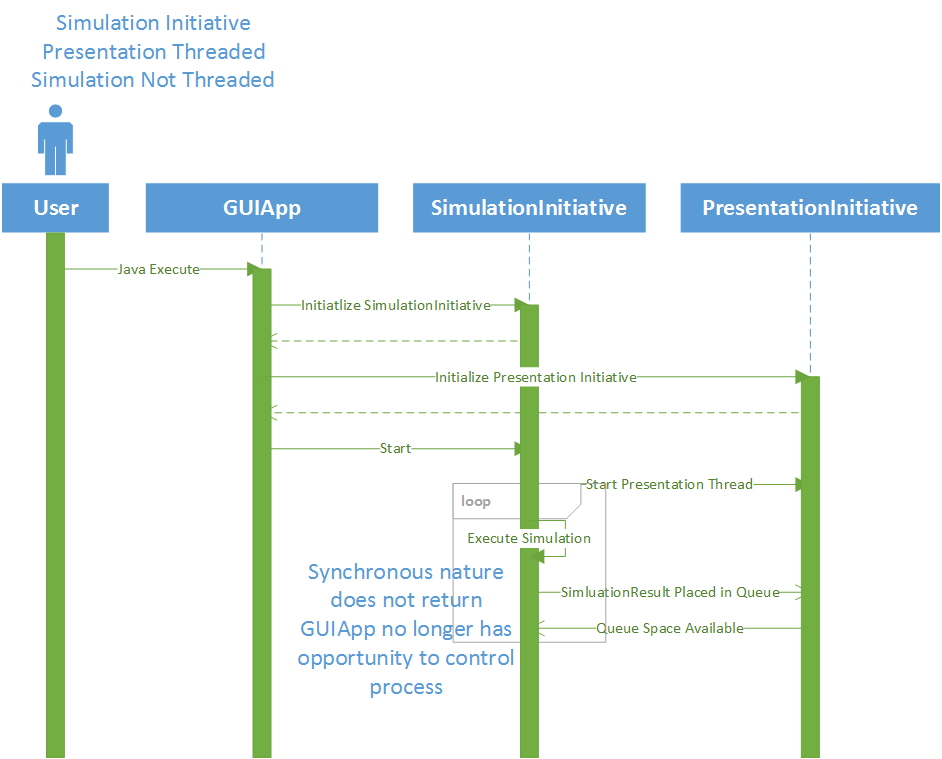 Simulation Initiative
Presentation Threaded
Simulation Not Threaded
User
GUIApp
SimulationInitiative
PresentationInitiative
Java Execute
Initiatlize SimulationInitiative
Initialize Presentation Initiative
Start
Start Presentation Thread
loop
Execute Simulation
Synchronous nature
does not return
GUIApp no longer has
opportunity to control
process
SimluationResult Placed in Queue
Queue Space Available